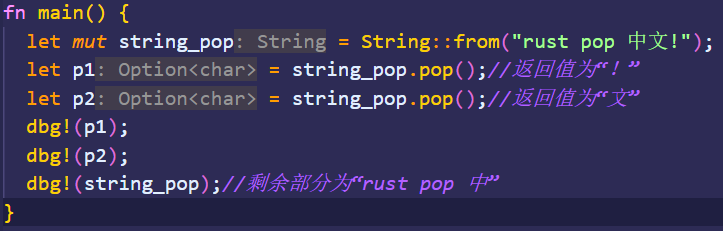 fn main() {
let mut string_pop: String = String::from("rust pop 中文!");
let p1: Option<char> = string_pop.pop();//返回值为“！”
let p2: Option<char> = string_pop.pop();//返回值为“文”
dbg!(p1);
dbg!(p2);
dbg!(string_pop);//剩余部分为“rust pop 中”
}